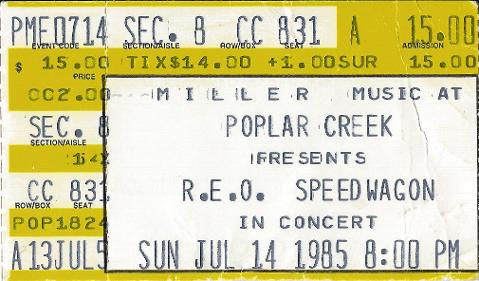 PME0714 SEC. 8 CC 831 A 15.00
EVENT CODE SECTION/AISLE ROW/BOX SEAT ADMISSION
$ 15.00 TIX$14.00 +1.00SUR 15.00
PRICE
CC2.00 MILLER MUSIC AT
SEC. 8 POPLAR CREEK
SECTION/AISLE
PRESENTS
CC 831 R.E.O. SPEEDWAGON
ROW/BOX SEAT
POP1824 IN CONCERT
A13JUL5 SUN JUL 14 1985 8:00 PM